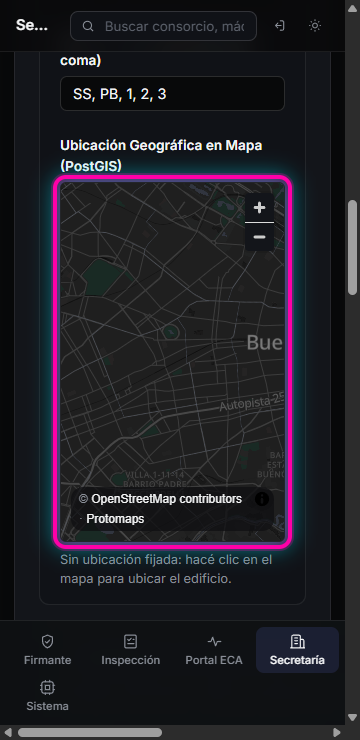 Se...
Buscar consorcio, mác
coma)
SS, PB, 1, 2, 3
Ubicación Geográfica en Mapa
(PostGIS)
+
−
Bue
Autopista 25
VILLA 1-11-14
BARRIO PADRE
© OpenStreetMap contributors
· Protomaps
Sin ubicación fijada: hacé clic en el
mapa para ubicar el edificio.
Firmante
Inspección
Portal ECA
Secretaría
Sistema